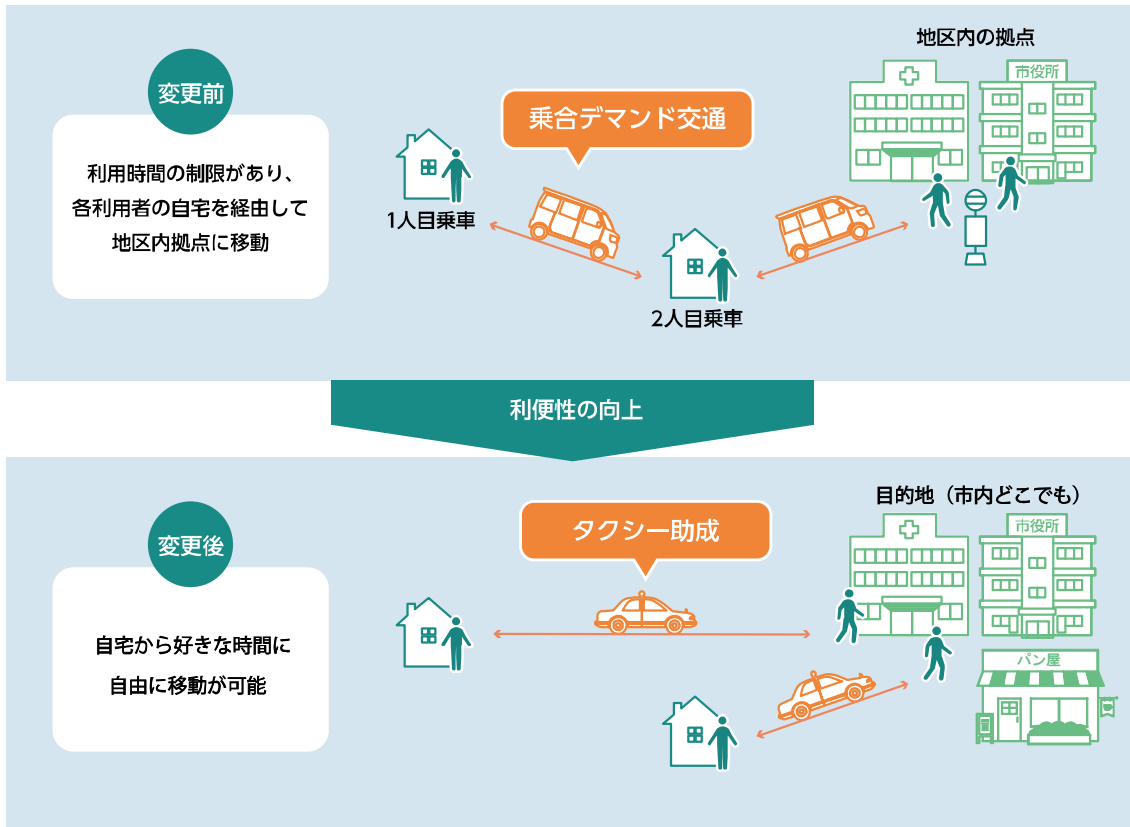 変更前
利用時間の制限があり、
各利用者の自宅を経由して
地区内拠点に移動
乗合デマンド交通
地区内の拠点
市役所
1人目乗車
2人目乗車
利便性の向上
変更後
自宅から好きな時間に
自由に移動が可能
タクシー助成
目的地（市内どこでも）
市役所
パン屋